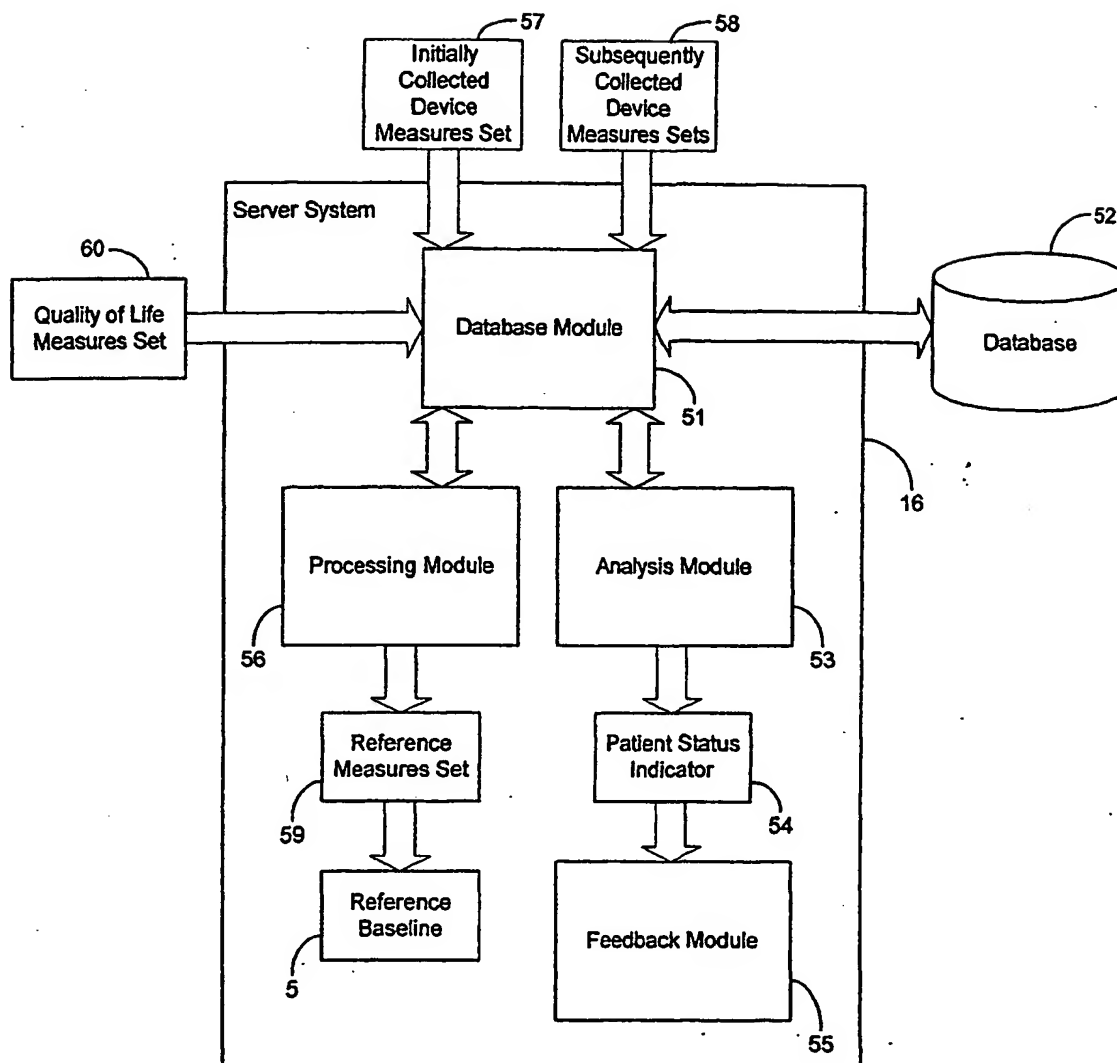 57
58
Initially
Collected
Device
Measures Set
Subsequently
Collected
Device
Measures Sets
Server System
60
Quality of Life
Measures Set
Database Module
51
52
Database
16
Processing Module
56
Analysis Module
53
Reference
Measures Set
59
Patient Status
Indicator
54
Reference
Baseline
5
Feedback Module
55